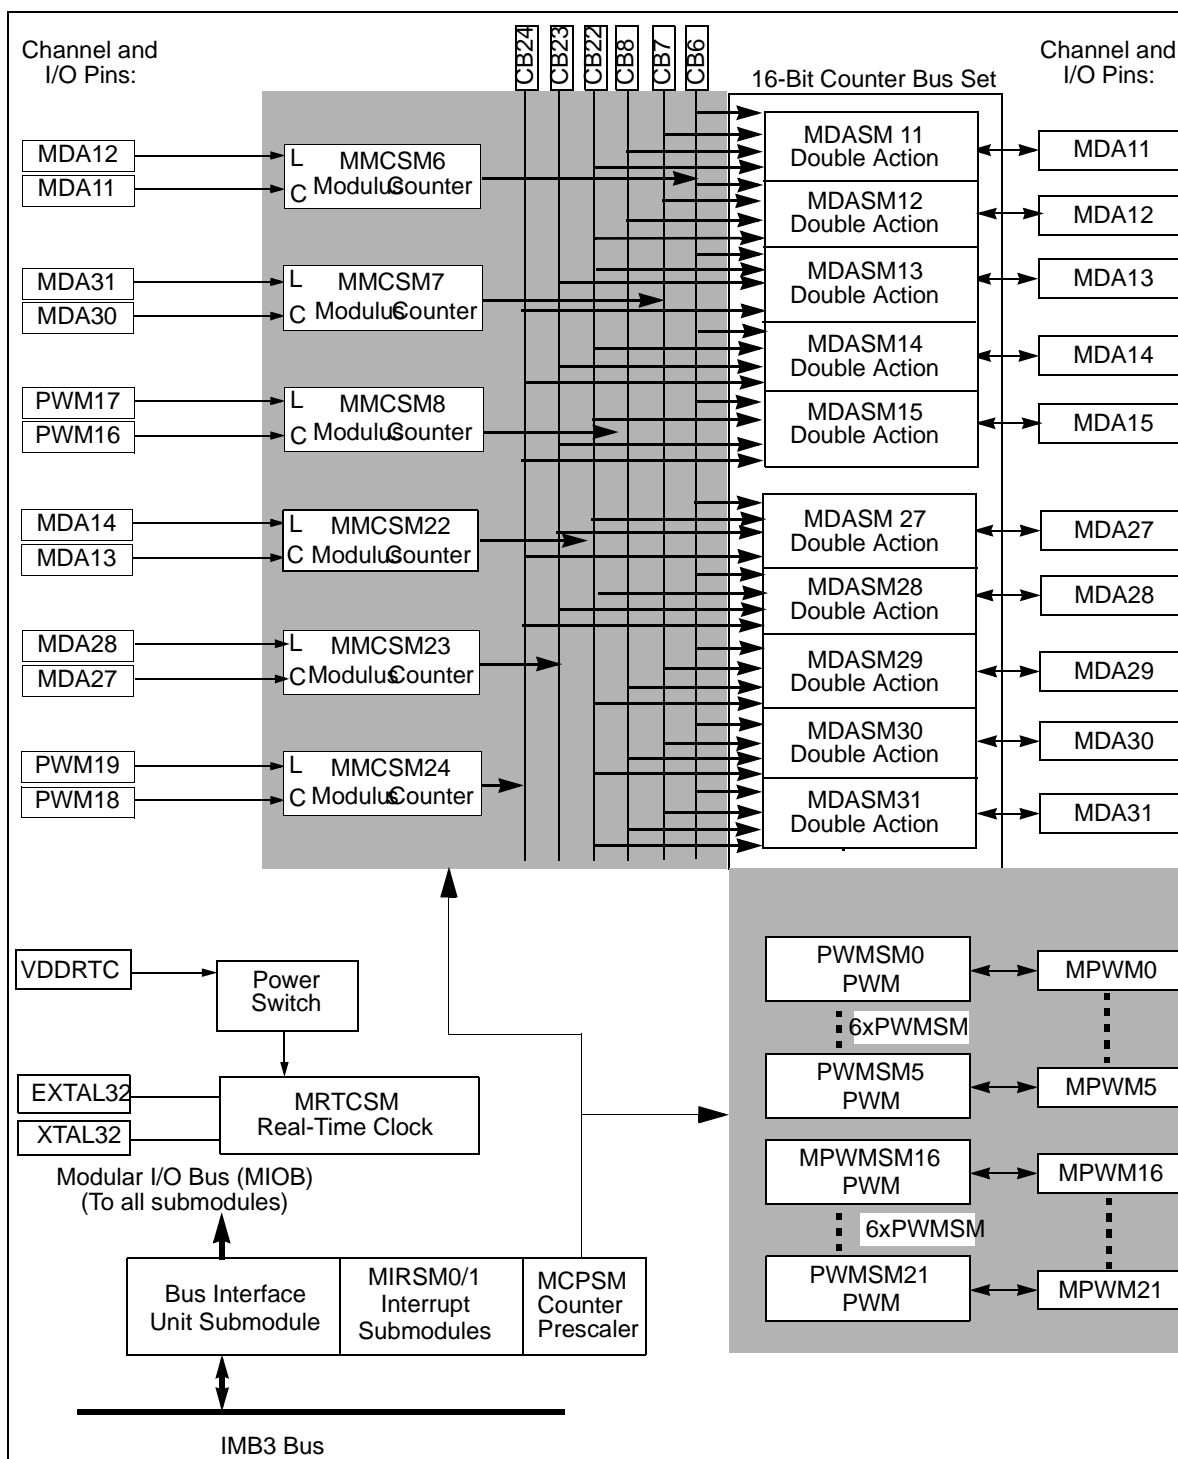 Channel and
I/O Pins:
CB24
CB23
CB22
CB8
CB7
CB6
16-Bit Counter Bus Set
Channel and
I/O Pins:
MDA12
MDA11
L
C
MMCSM6
Modulus Counter
MDA31
MDA30
L
C
MMCSM7
Modulus Counter
PWM17
PWM16
L
C
MMCSM8
Modulus Counter
MDA14
MDA13
L
C
MMCSM22
Modulus Counter
MDA28
MDA27
L
C
MMCSM23
Modulus Counter
PWM19
PWM18
L
C
MMCSM24
Modulus Counter
MDASM 11
Double Action
MDA11
MDASM12
Double Action
MDA12
MDASM13
Double Action
MDA13
MDASM14
Double Action
MDA14
MDASM15
Double Action
MDA15
MDASM 27
Double Action
MDA27
MDASM28
Double Action
MDA28
MDASM29
Double Action
MDA29
MDASM30
Double Action
MDA30
MDASM31
Double Action
MDA31
VDDRTC
Power
Switch
EXTAL32
XTAL32
MRTCSM
Real-Time Clock
Modular I/O Bus (MIOB)
(To all submodules)
Bus Interface
Unit Submodule
MIRSM0/1
Interrupt
Submodules
MCPSM
Counter
Prescaler
IMB3 Bus
PWMSM0
PWM
MPWM0
6xPWMSM
PWMSM5
PWM
MPWM5
MPWMSM16
PWM
MPWM16
6xPWMSM
PWMSM21
PWM
MPWM21